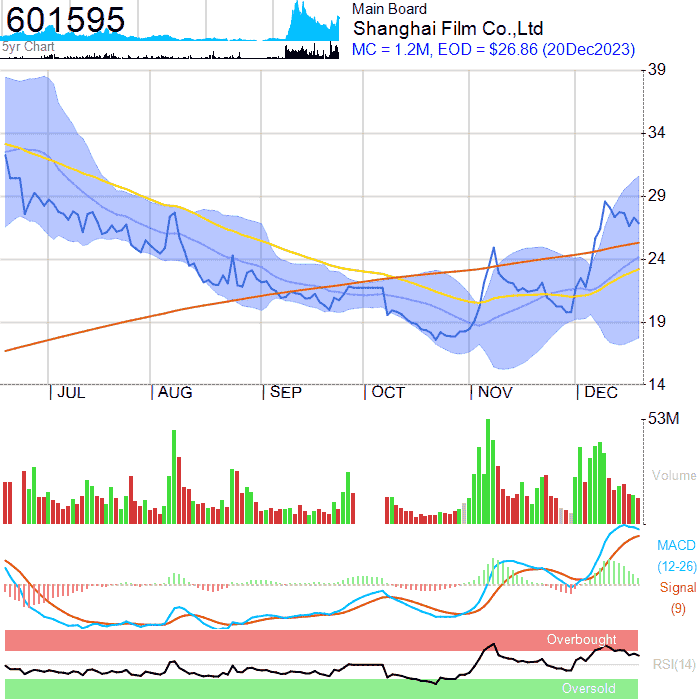 601595
5yr Chart
Main Board
Shanghai Film Co.,Ltd
MC = 1.2M, EOD = $26.86 (20Dec2023)
39
34
29
24
19
14
JUL AUG SEP OCT NOV DEC
53M
Volume
MACD
(12-26)
Signal
(9)
Overbought
RSI(14)
Oversold